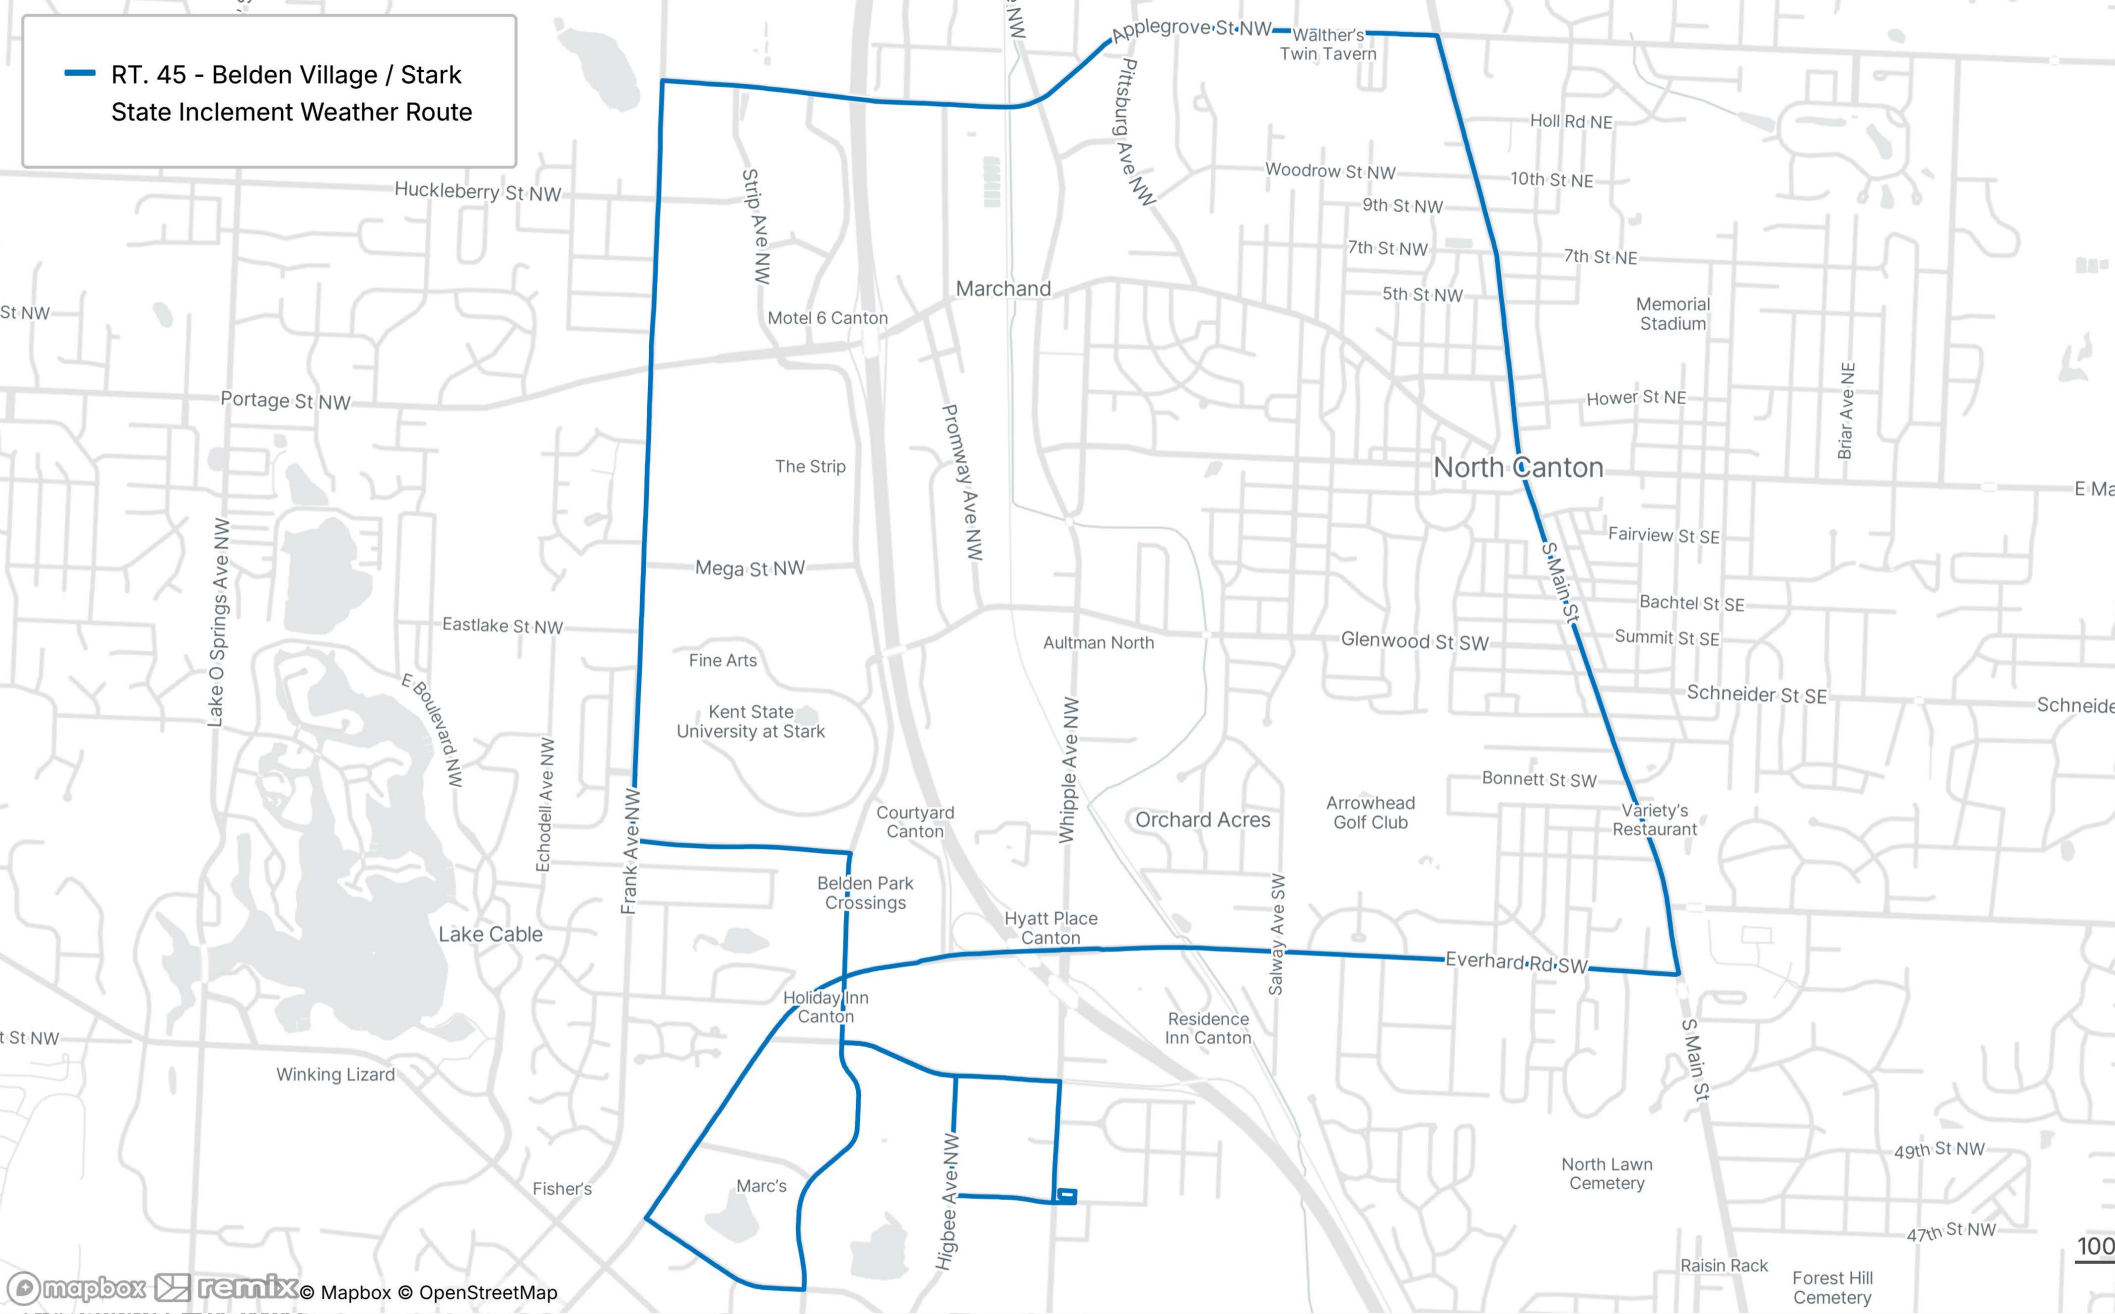 RT. 45 - Belden Village / Stark
State Inclement Weather Route
NW
Applegrove St NW
Walther's
Twin Tavern
Pittsburg Ave NW
Holl Rd NE
Woodrow St NW
10th St NE
Huckleberry St NW
Strip Ave NW
9th St NW
7th St NW
7th St NE
Marchand
5th St NW
St NW
Motel 6 Canton
Memorial
Stadium
Portage St NW
Hower St NE
Briar Ave NE
Promway Ave NW
The Strip
North Canton
E Ma
Fairview St SE
S Main St
Mega St NW
Lake O Springs Ave NW
Eastlake St NW
Bachtel St SE
Aultman North
Glenwood St SW
Summit St SE
Fine Arts
E Boulevard NW
Schneider St SE
Schneide
Kent State
University at Stark
Whipple Ave NW
Echodell Ave NW
Bonnett St SW
Frank Ave NW
Courtyard
Canton
Orchard Acres
Arrowhead
Golf Club
Variety's
Restaurant
Belden Park
Crossings
Salway Ave SW
Lake Cable
Hyatt Place
Canton
Everhard Rd SW
Holiday Inn
Canton
Residence
Inn Canton
t St NW
S Main St
Winking Lizard
49th St NW
Fisher's
Marc's
Higbee Ave NW
North Lawn
Cemetery
47th St NW
100
Raisin Rack
Forest Hill
Cemetery
mapbox remix © Mapbox © OpenStreetMap